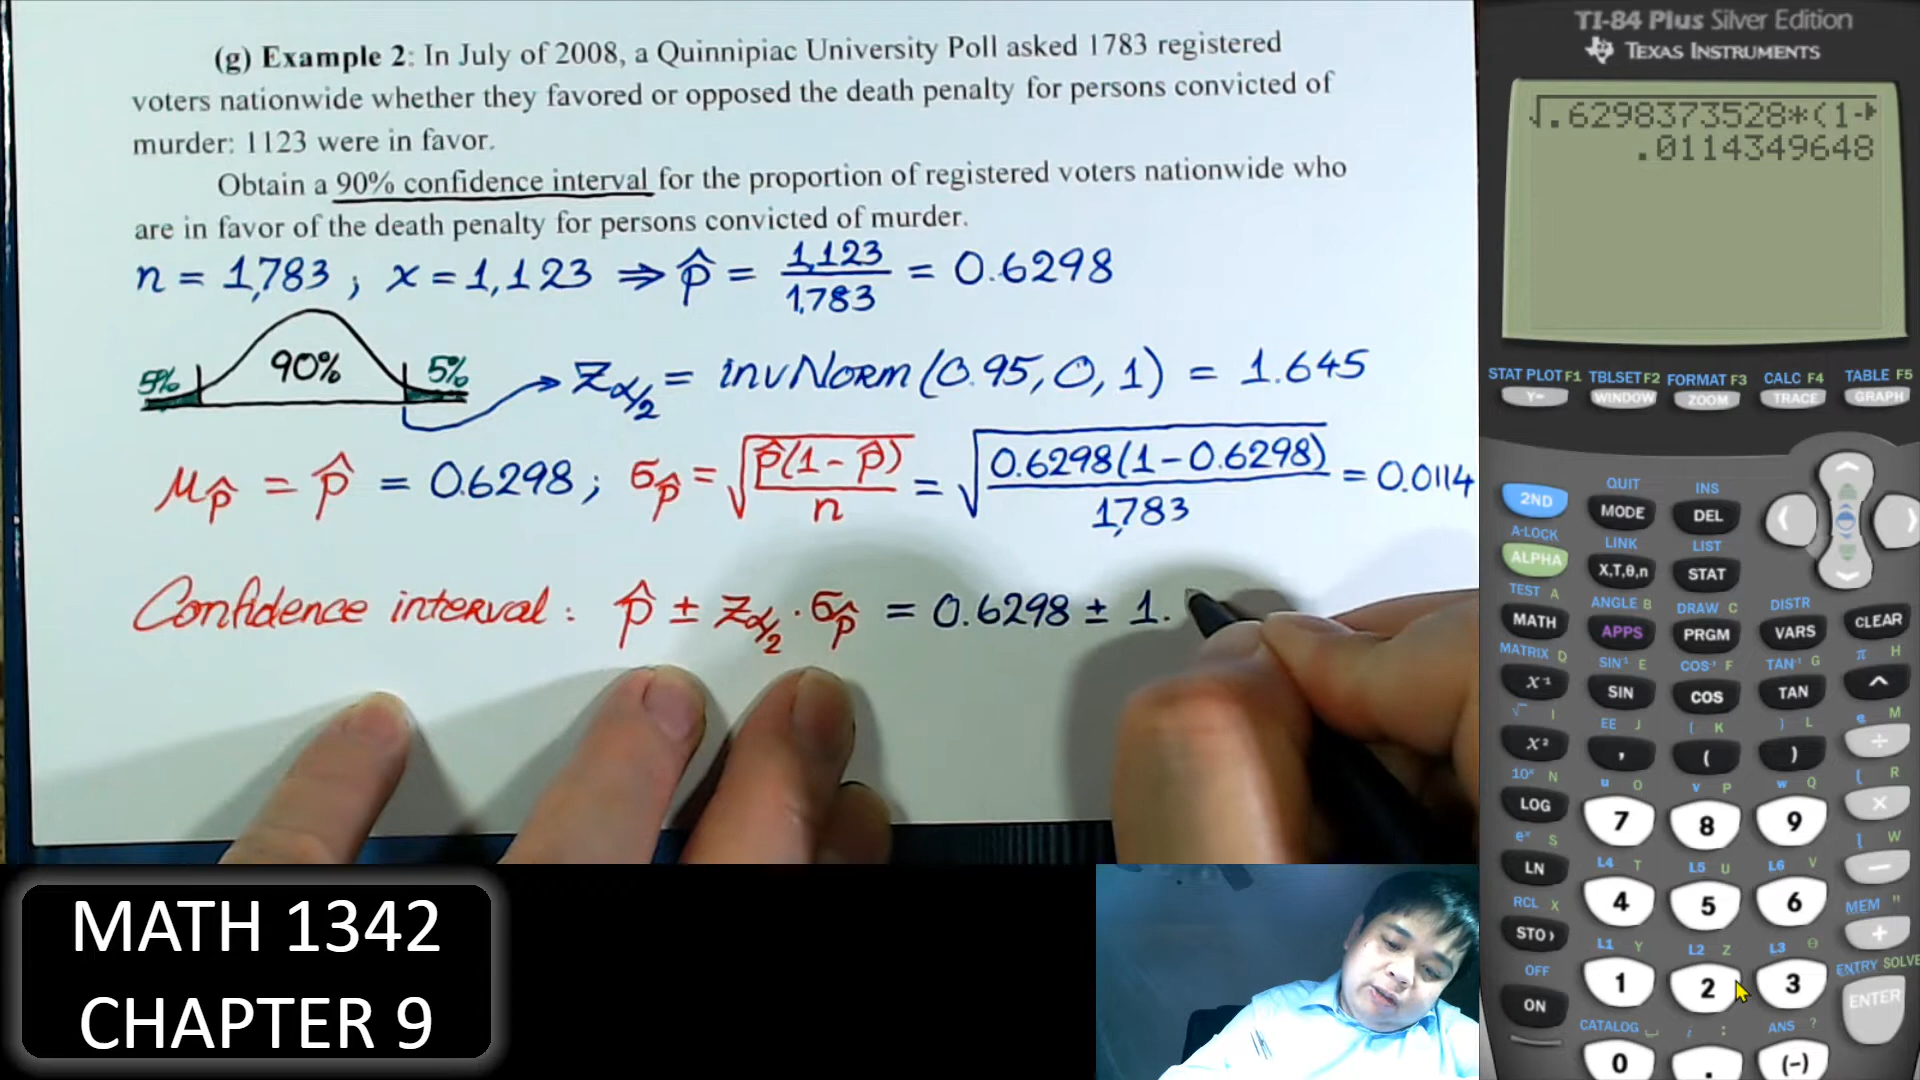 (g) Example 2: In July of 2008, a Quinnipiac University Poll asked 1783 registered
voters nationwide whether they favored or opposed the death penalty for persons convicted of
murder: 1123 were in favor.
Obtain a 90% confidence interval for the proportion of registered voters nationwide who
are in favor of the death penalty for persons convicted of murder.
n = 1,783 ; x = 1,123 ⇒ p̂ = 1,123/1,783 = 0.6298
5% 90% 5% → Z_α/2 = invNorm(0.95, 0, 1) = 1.645
μ_p̂ = p̂ = 0.6298 ; σ_p̂ = √(p̂(1-p̂)/n) = √(0.6298(1-0.6298)/1,783) = 0.0114
Confidence interval : p̂ ± Z_α/2 · σ_p̂ = 0.6298 ± 1.
MATH 1342
CHAPTER 9
TI-84 Plus Silver Edition
TEXAS INSTRUMENTS
√.6298373528*(1-
.0114349648
STAT PLOT F1 TBLSET F2 FORMAT F3 CALC F4 TABLE F5
Y= WINDOW ZOOM TRACE GRAPH
QUIT INS
2ND MODE DEL
A-LOCK LINK LIST
ALPHA X,T,θ,n STAT
TEST A ANGLE B DRAW C DISTR
MATH APPS PRGM VARS CLEAR
MATRIX D SIN⁻¹ E COS⁻¹ F TAN⁻¹ G π H
x⁻¹ SIN COS TAN ^
√ I EE J { K } L e M
x² , ( ) ÷
10ˣ N u O v P w Q [ R
LOG 7 8 9 ×
eˣ S L4 T L5 U L6 V ] W
LN 4 5 6 −
RCL X L1 Y L2 Z L3 θ MEM "
STO› 1 2 3 +
OFF CATALOG ⎵ i : ANS ? ENTRY SOLVE
ON 0 . (-) ENTER